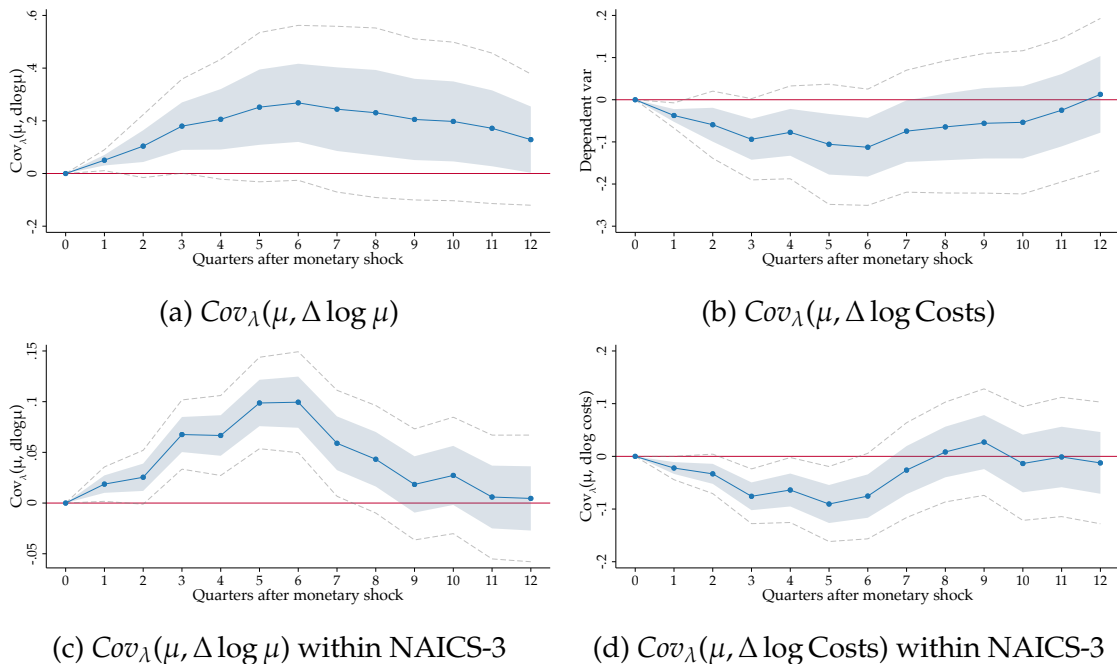 .6
.4
.2
0
-.2
Cov_λ(μ, dlogμ)
0 1 2 3 4 5 6 7 8 9 10 11 12
Quarters after monetary shock
(a) Cov_λ(μ, Δ log μ)
.2
.1
0
-.1
-.2
-.3
Dependent var
0 1 2 3 4 5 6 7 8 9 10 11 12
Quarters after monetary shock
(b) Cov_λ(μ, Δ log Costs)
.15
.1
.05
0
-.05
Cov_λ(μ, dlogμ)
0 1 2 3 4 5 6 7 8 9 10 11 12
Quarters after monetary shock
(c) Cov_λ(μ, Δ log μ) within NAICS-3
.2
.1
0
-.1
-.2
Cov_λ(μ, dlog costs)
0 1 2 3 4 5 6 7 8 9 10 11 12
Quarters after monetary shock
(d) Cov_λ(μ, Δ log Costs) within NAICS-3